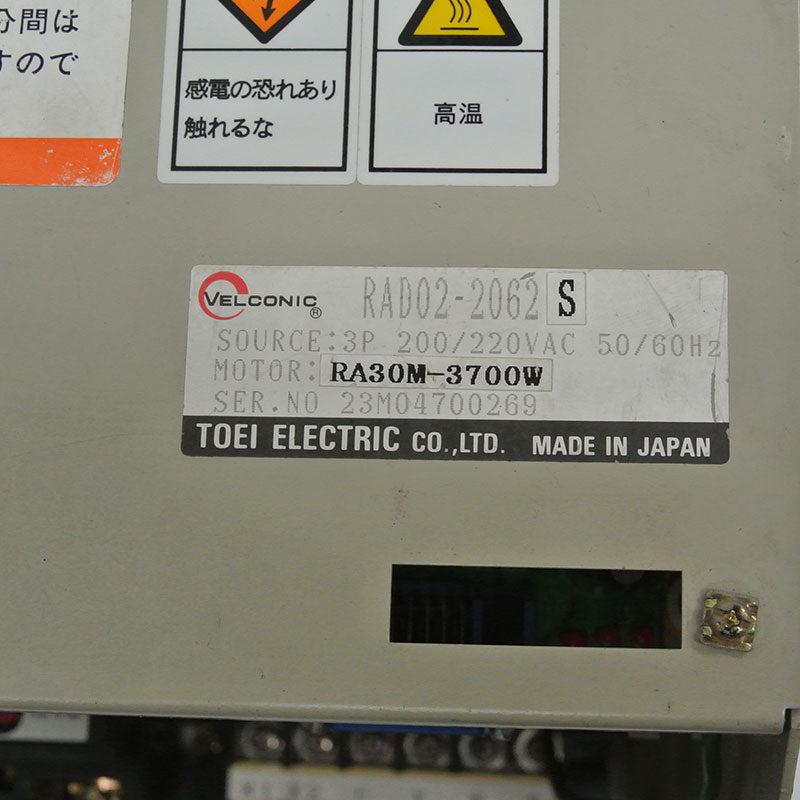 分間は
すので
感電の恐れあり
触れるな
高温
VELCONIC® RAD02-2062 S
SOURCE:3P 200/220VAC 50/60Hz
MOTOR: RA30M-3700W
SER.NO 23M04700269
TOEI ELECTRIC CO.,LTD. MADE IN JAPAN